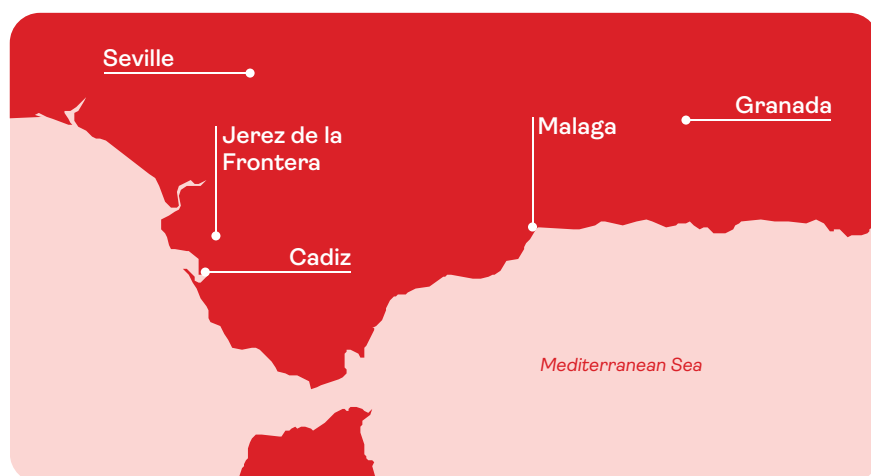 Seville
Granada
Malaga
Jerez de la
Frontera
Cadiz
Mediterranean Sea